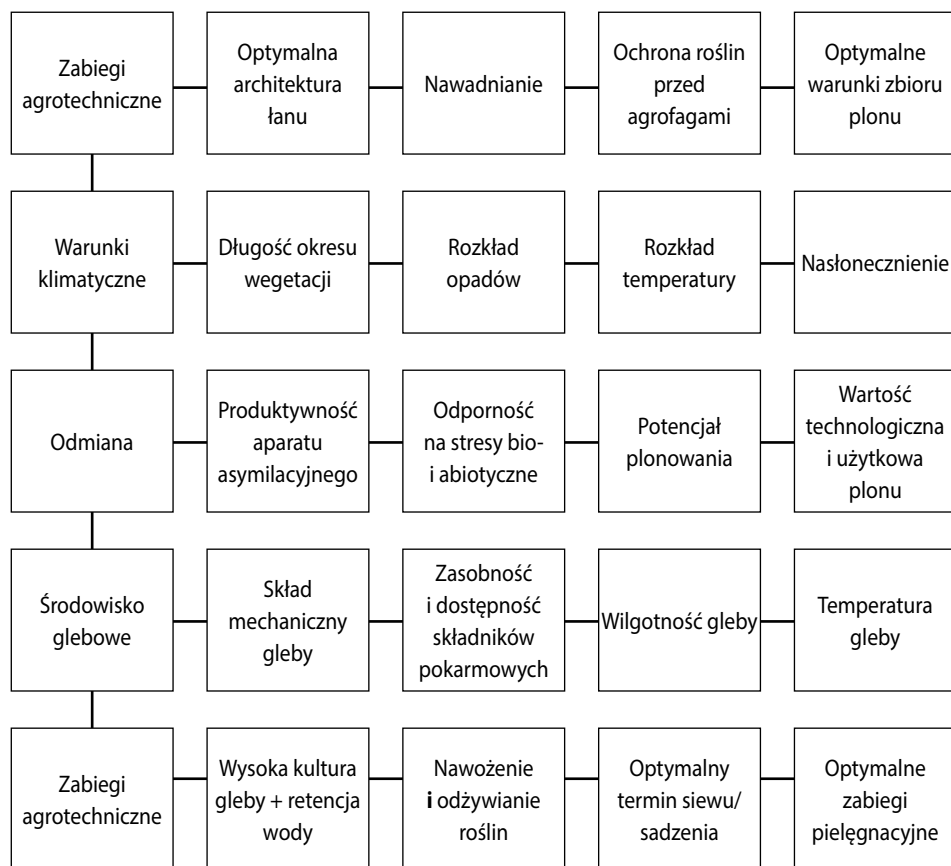 Zabiegi
agrotechniczne
Optymalna
architektura
łanu
Nawadnianie
Ochrona roślin
przed
agrofagami
Optymalne
warunki zbioru
plonu
Warunki
klimatyczne
Długość okresu
wegetacji
Rozkład
opadów
Rozkład
temperatury
Nasłonecznienie
Odmiana
Produktywność
aparatu
asymilacyjnego
Odporność
na stresy bio-
i abiotyczne
Potencjał
plonowania
Wartość
technologiczna
i użytkowa
plonu
Środowisko
glebowe
Skład
mechaniczny
gleby
Zasobność
i dostępność
składników
pokarmowych
Wilgotność gleby
Temperatura
gleby
Zabiegi
agrotechniczne
Wysoka kultura
gleby + retencja
wody
Nawożenie
i odżywianie
roślin
Optymalny
termin siewu/
sadzenia
Optymalne
zabiegi
pielęgnacyjne